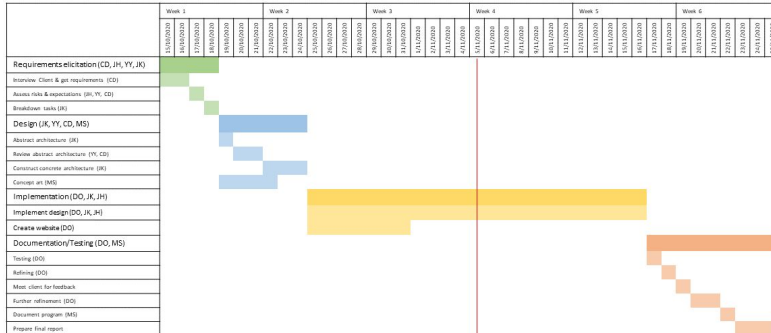 Week 1
Week 2
Week 3
Week 4
Week 5
Week 6
15/10/2020
16/10/2020
17/10/2020
18/10/2020
19/10/2020
20/10/2020
21/10/2020
22/10/2020
23/10/2020
24/10/2020
25/10/2020
26/10/2020
27/10/2020
28/10/2020
29/10/2020
30/10/2020
31/10/2020
1/11/2020
2/11/2020
3/11/2020
4/11/2020
5/11/2020
6/11/2020
7/11/2020
8/11/2020
9/11/2020
10/11/2020
11/11/2020
12/11/2020
13/11/2020
14/11/2020
15/11/2020
16/11/2020
17/11/2020
18/11/2020
19/11/2020
20/11/2020
21/11/2020
22/11/2020
23/11/2020
24/11/2020
Requirements elicitation (CD, JH, YY, JK)
Interview Client & get requirements (CD)
Assess risks & expectations (JH, YY, CD)
Breakdown tasks (JK)
Design (JK, YY, CD, MS)
Abstract architecture (JK)
Review abstract architecture (YY, CD)
Construct concrete architecture (JK)
Concept art (MS)
Implementation (DO, JK, JH)
Implement design (DO, JK, JH)
Create website (DO)
Documentation/Testing (DO, MS)
Testing (DO)
Refining (DO)
Meet client for feedback
Further refinement (DO)
Document program (MS)
Prepare final report